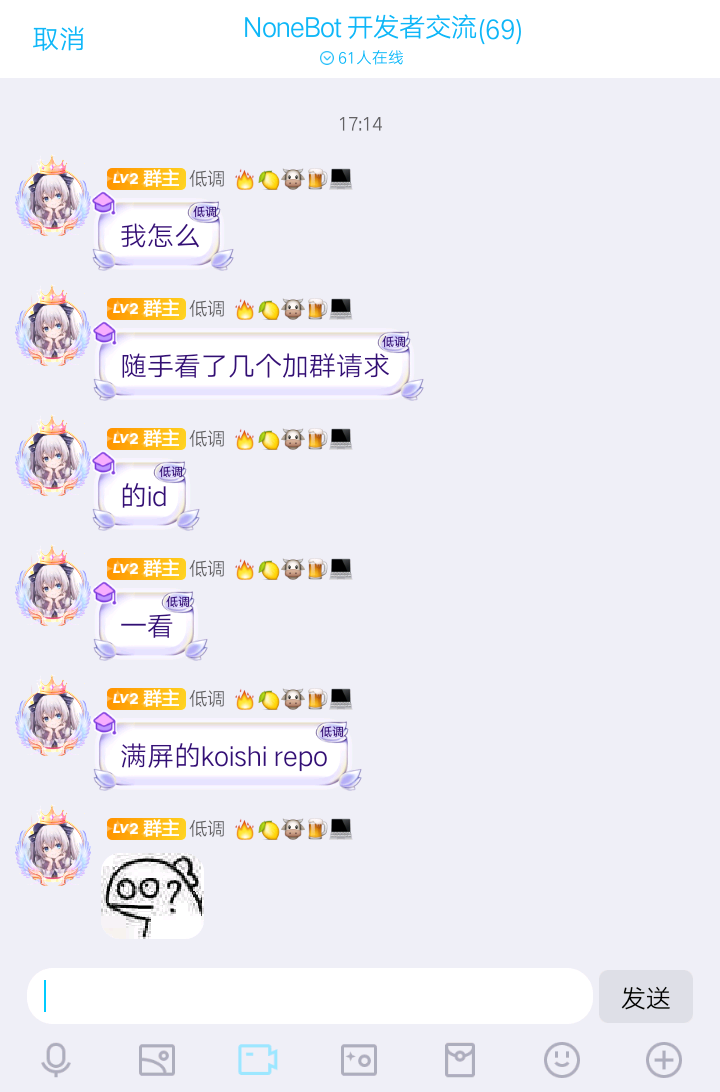 取消
NoneBot 开发者交流(69)
61人在线
17:14
LV2 群主 低调 🔥🍋🐮🍺💻
低调
我怎么
LV2 群主 低调 🔥🍋🐮🍺💻
低调
随手看了几个加群请求
LV2 群主 低调 🔥🍋🐮🍺💻
低调
的id
LV2 群主 低调 🔥🍋🐮🍺💻
低调
一看
LV2 群主 低调 🔥🍋🐮🍺💻
低调
满屏的koishi repo
LV2 群主 低调 🔥🍋🐮🍺💻
?
发送